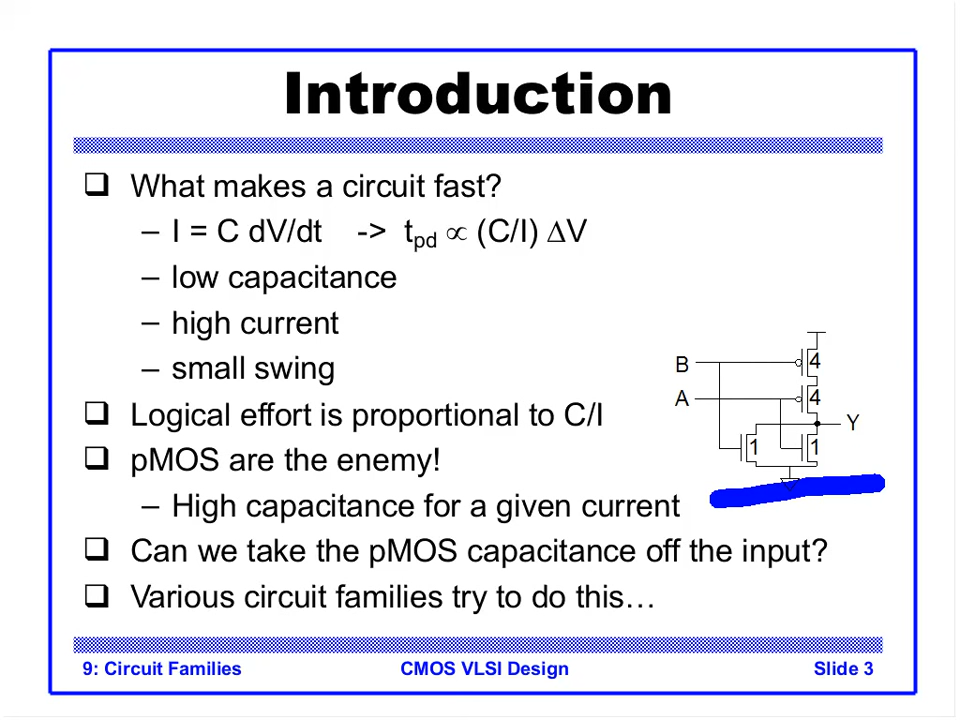 Introduction
❑ What makes a circuit fast?
– I = C dV/dt -> tpd ∝ (C/I) ∆V
– low capacitance
– high current
– small swing
❑ Logical effort is proportional to C/I
❑ pMOS are the enemy!
– High capacitance for a given current
❑ Can we take the pMOS capacitance off the input?
❑ Various circuit families try to do this…
B 4
A 4
Y
1 1
9: Circuit Families CMOS VLSI Design Slide 3